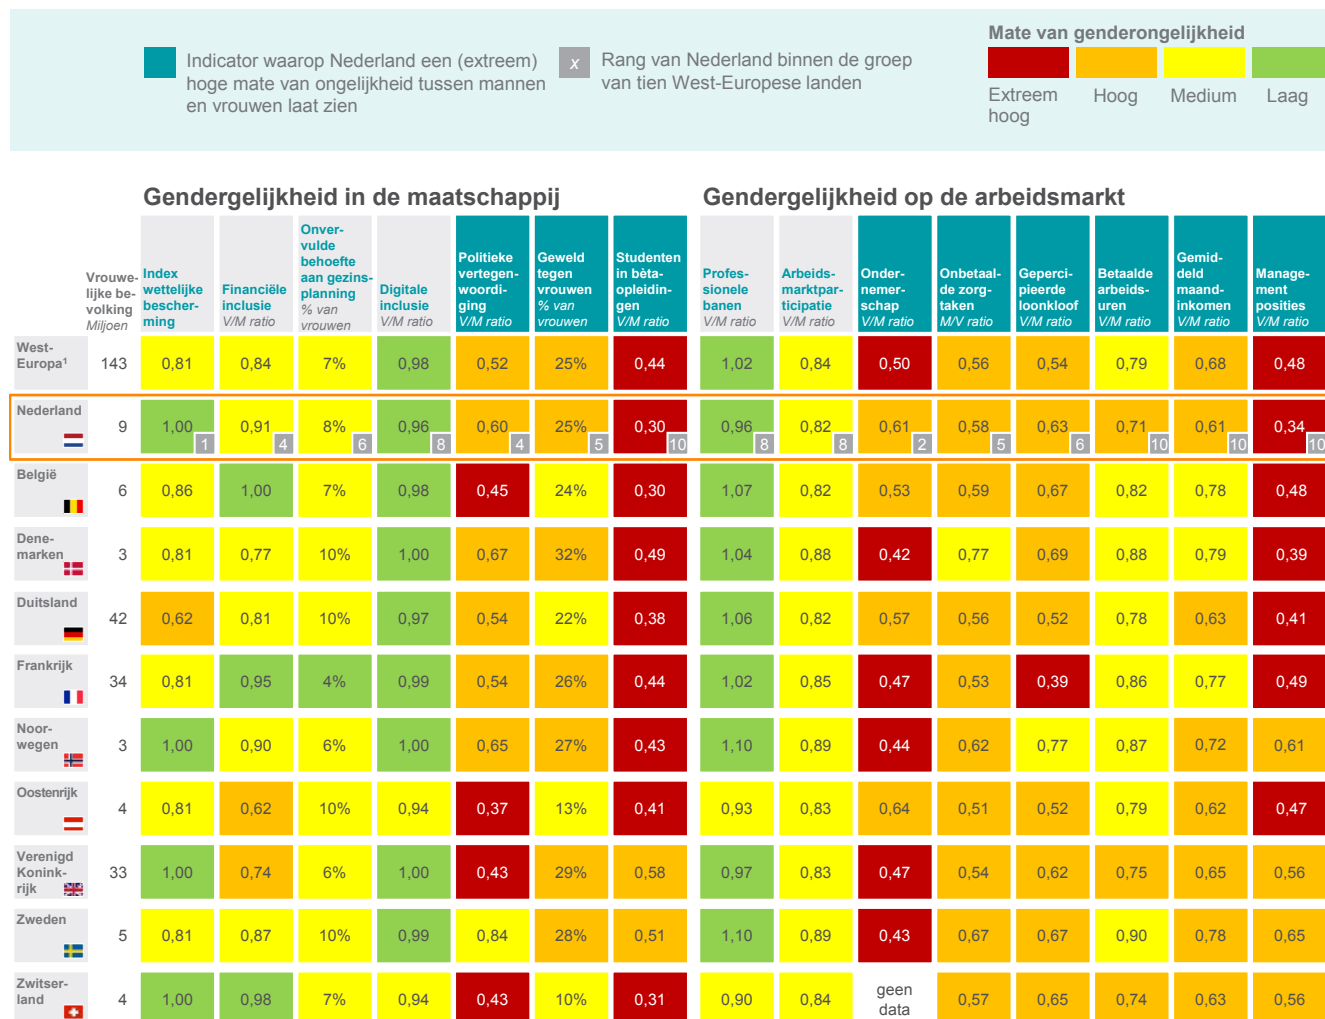 Indicator waarop Nederland een (extreem)
hoge mate van ongelijkheid tussen mannen
en vrouwen laat zien
x
Rang van Nederland binnen de groep
van tien West-Europese landen
Mate van genderongelijkheid
Extreem
hoog
Hoog
Medium
Laag
Gendergelijkheid in de maatschappij
Gendergelijkheid op de arbeidsmarkt
Vrouwe-
lijke be-
volking
Miljoen
Index
wettelijke
bescher-
ming
Financiële
inclusie
V/M ratio
Onver-
vulde
behoefte
aan gezins-
planning
% van
vrouwen
Digitale
inclusie
V/M ratio
Politieke
vertegen-
woordi-
ging
V/M ratio
Geweld
tegen
vrouwen
% van
vrouwen
Studenten
in bèta-
opleidin-
gen
V/M ratio
Profes-
sionele
banen
V/M ratio
Arbeids-
marktpar-
ticipatie
V/M ratio
Onder-
nemer-
schap
V/M ratio
Onbetaal-
de zorg-
taken
M/V ratio
Geperci-
pieerde
loonkloof
V/M ratio
Betaalde
arbeids-
uren
V/M ratio
Gemid-
deld
maand-
inkomen
V/M ratio
Manage-
ment
posities
V/M ratio
West-
Europa¹
143 0,81 0,84 7% 0,98 0,52 25% 0,44 1,02 0,84 0,50 0,56 0,54 0,79 0,68 0,48
Nederland
9 1,00 0,91 8% 0,96 0,60 25% 0,30 0,96 0,82 0,61 0,58 0,63 0,71 0,61 0,34
1 4 6 8 4 5 10 8 8 2 5 6 10 10 10
België
6 0,86 1,00 7% 0,98 0,45 24% 0,30 1,07 0,82 0,53 0,59 0,67 0,82 0,78 0,48
Dene-
marken
3 0,81 0,77 10% 1,00 0,67 32% 0,49 1,04 0,88 0,42 0,77 0,69 0,88 0,79 0,39
Duitsland
42 0,62 0,81 10% 0,97 0,54 22% 0,38 1,06 0,82 0,57 0,56 0,52 0,78 0,63 0,41
Frankrijk
34 0,81 0,95 4% 0,99 0,54 26% 0,44 1,02 0,85 0,47 0,53 0,39 0,86 0,77 0,49
Noor-
wegen
3 1,00 0,90 6% 1,00 0,65 27% 0,43 1,10 0,89 0,44 0,62 0,77 0,87 0,72 0,61
Oostenrijk
4 0,81 0,62 10% 0,94 0,37 13% 0,41 0,93 0,83 0,64 0,51 0,52 0,79 0,62 0,47
Verenigd
Konink-
rijk
33 1,00 0,74 6% 1,00 0,43 29% 0,58 0,97 0,83 0,47 0,54 0,62 0,75 0,65 0,56
Zweden
5 0,81 0,87 10% 0,99 0,84 28% 0,51 1,10 0,89 0,43 0,67 0,67 0,90 0,78 0,65
Zwitser-
land
4 1,00 0,98 7% 0,94 0,43 10% 0,31 0,90 0,84 geen data 0,57 0,65 0,74 0,63 0,56